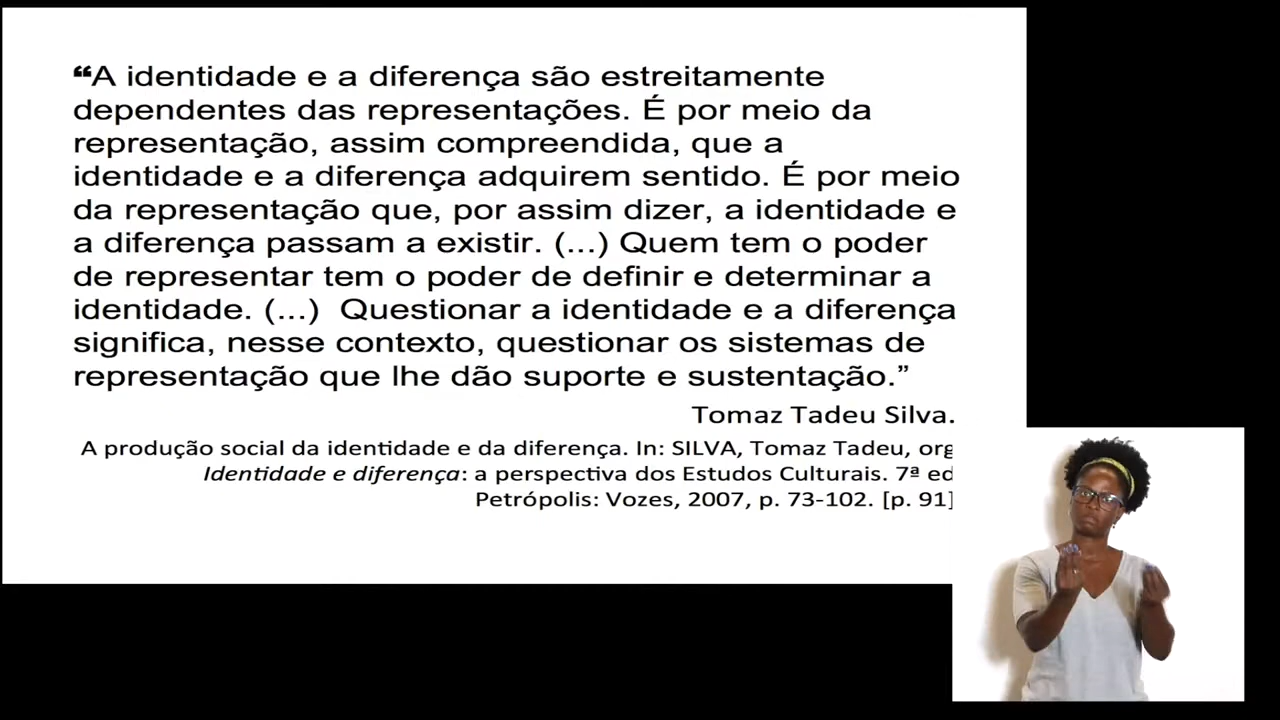 “A identidade e a diferença são estreitamente
dependentes das representações. É por meio da
representação, assim compreendida, que a
identidade e a diferença adquirem sentido. É por meio
da representação que, por assim dizer, a identidade e
a diferença passam a existir. (...) Quem tem o poder
de representar tem o poder de definir e determinar a
identidade. (...)  Questionar a identidade e a diferença
significa, nesse contexto, questionar os sistemas de
representação que lhe dão suporte e sustentação.”
Tomaz Tadeu Silva.
A produção social da identidade e da diferença. In: SILVA, Tomaz Tadeu, org
Identidade e diferença: a perspectiva dos Estudos Culturais. 7ª ed
Petrópolis: Vozes, 2007, p. 73-102. [p. 91]